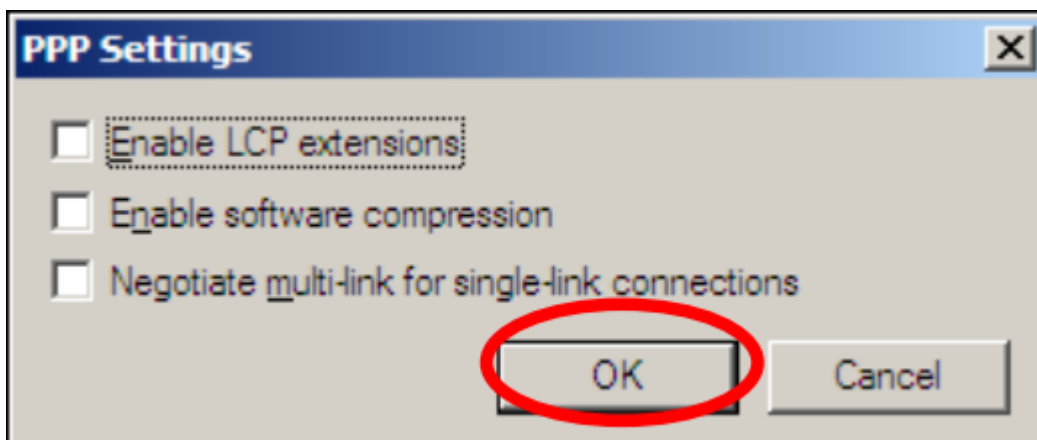 PPP Settings
Enable LCP extensions
Enable software compression
Negotiate multi-link for single-link connections
OK Cancel